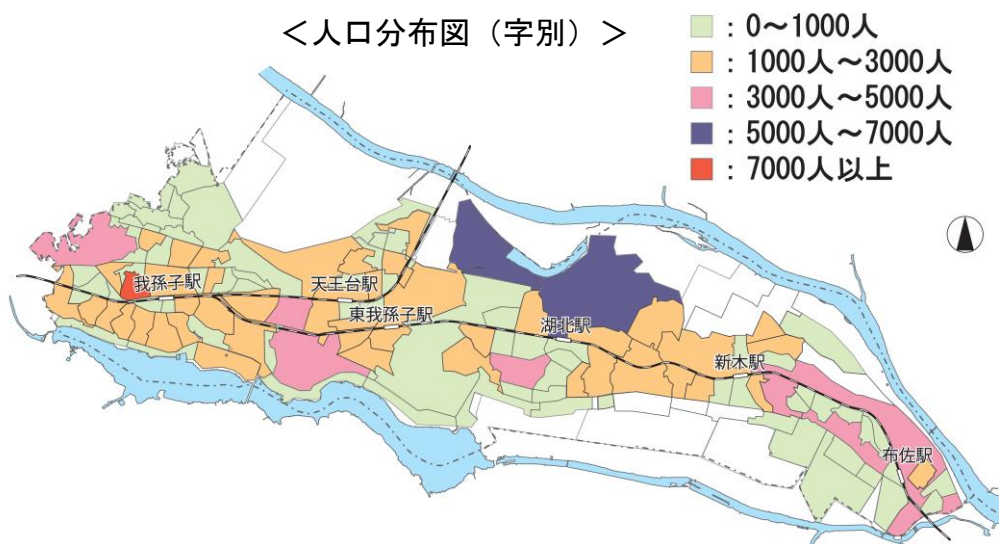 ＜人口分布図（字別）＞
：0～1000人
：1000人～3000人
：3000人～5000人
：5000人～7000人
：7000人以上
我孫子駅
天王台駅
東我孫子駅
湖北駅
新木駅
布佐駅